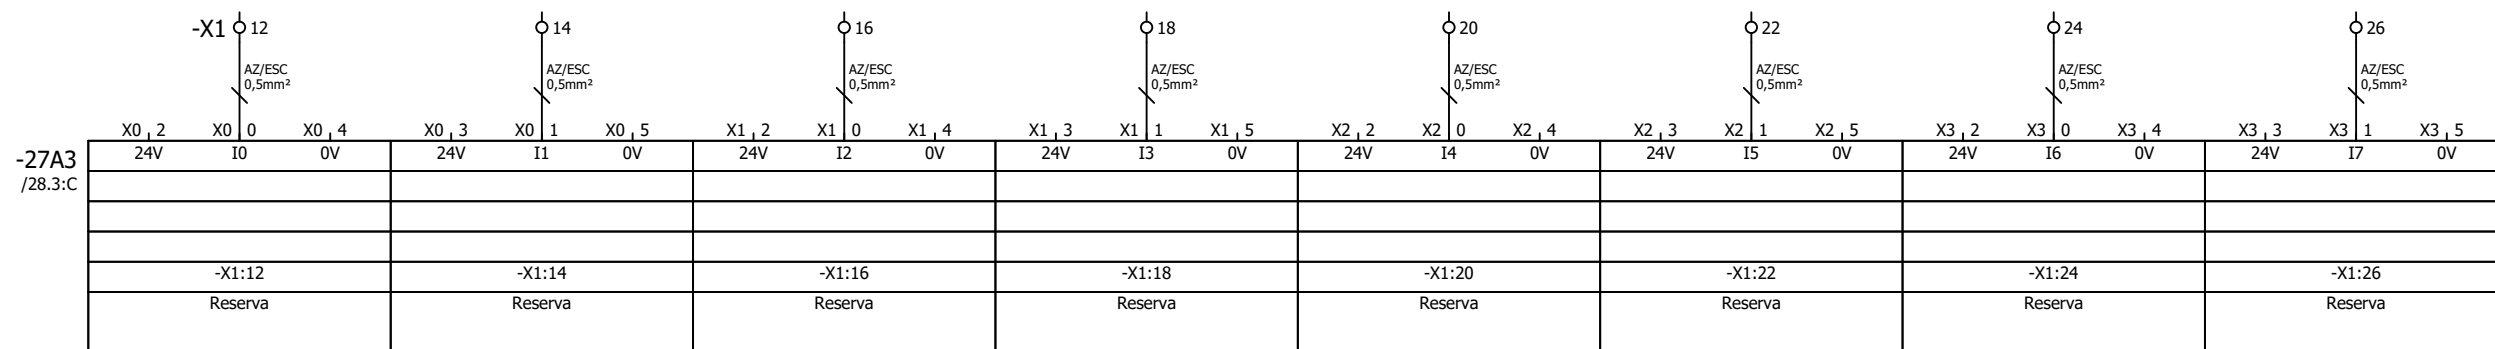 -X1 12 14 16 18 20 22 24 26
AZ/ESC AZ/ESC AZ/ESC AZ/ESC AZ/ESC AZ/ESC AZ/ESC AZ/ESC
0,5mm² 0,5mm² 0,5mm² 0,5mm² 0,5mm² 0,5mm² 0,5mm² 0,5mm²
X0 2 X0 0 X0 4 X0 3 X0 1 X0 5 X1 2 X1 0 X1 4 X1 3 X1 1 X1 5 X2 2 X2 0 X2 4 X2 3 X2 1 X2 5 X3 2 X3 0 X3 4 X3 3 X3 1 X3 5
-27A3 24V I0 0V 24V I1 0V 24V I2 0V 24V I3 0V 24V I4 0V 24V I5 0V 24V I6 0V 24V I7 0V
/28.3:C
-X1:12 -X1:14 -X1:16 -X1:18 -X1:20 -X1:22 -X1:24 -X1:26
Reserva Reserva Reserva Reserva Reserva Reserva Reserva Reserva